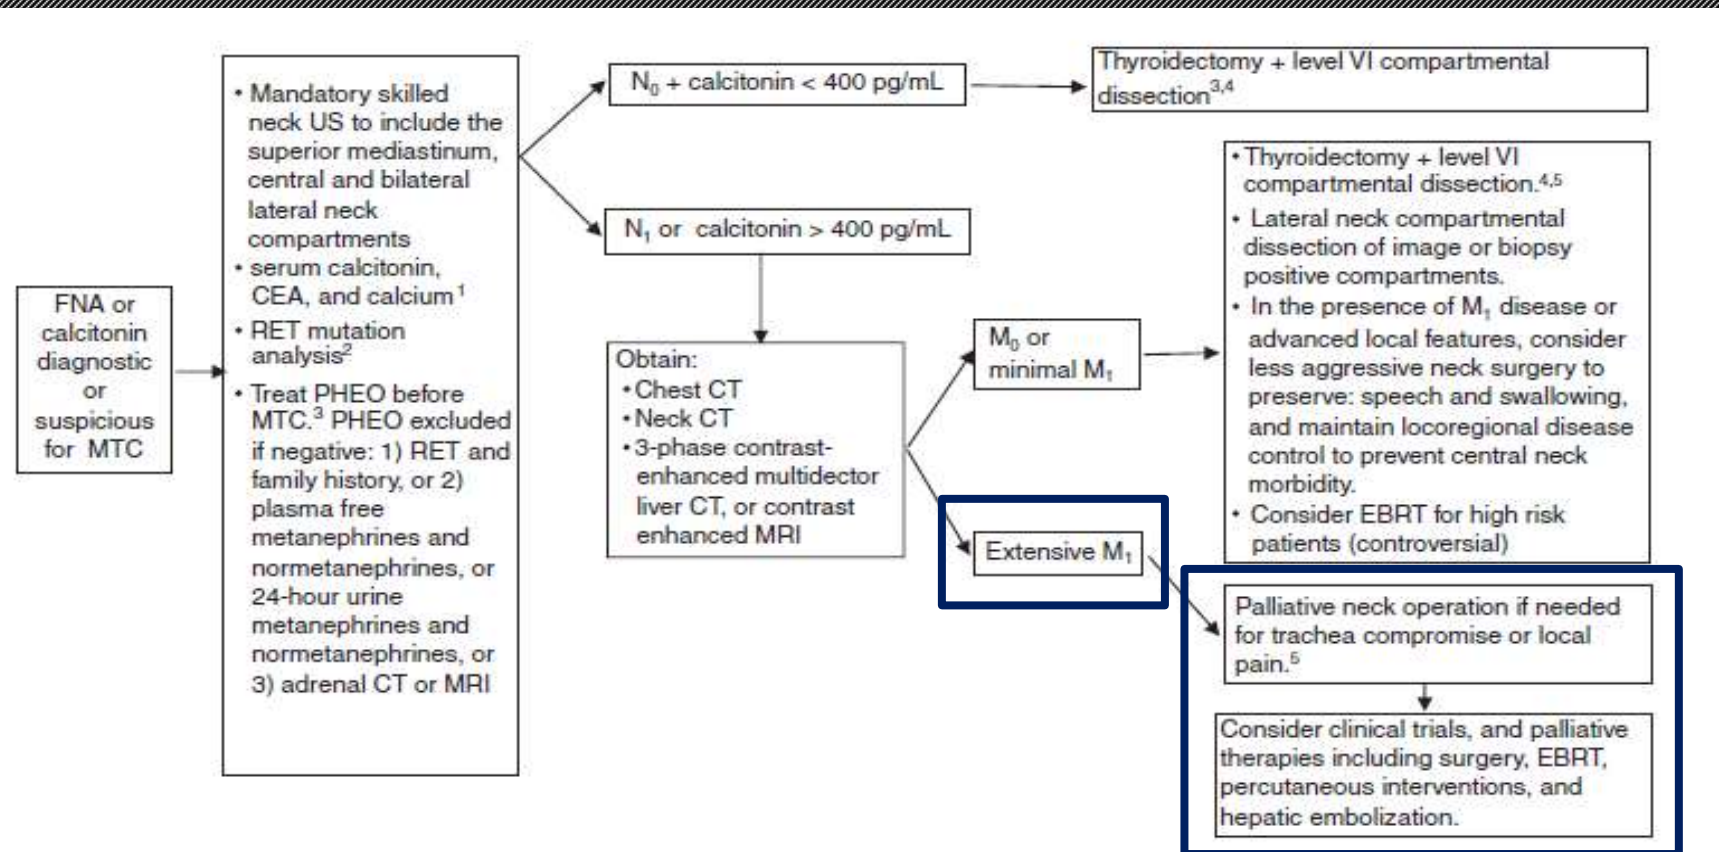 FNA or
calcitonin
diagnostic
or
suspicious
for MTC
• Mandatory skilled
neck US to include the
superior mediastinum,
central and bilateral
lateral neck
compartments
• serum calcitonin,
CEA, and calcium¹
• RET mutation
analysis²
• Treat PHEO before
MTC.³ PHEO excluded
if negative: 1) RET and
family history, or 2)
plasma free
metanephrines and
normetanephrines, or
24-hour urine
metanephrines and
normetanephrines, or
3) adrenal CT or MRI
N₀ + calcitonin < 400 pg/mL
Thyroidectomy + level VI compartmental
dissection³,⁴
N₁ or calcitonin > 400 pg/mL
Obtain:
• Chest CT
• Neck CT
• 3-phase contrast-
enhanced multidector
liver CT, or contrast
enhanced MRI
M₀ or
minimal M₁
• Thyroidectomy + level VI
compartmental dissection.⁴,⁵
• Lateral neck compartmental
dissection of image or biopsy
positive compartments.
• In the presence of M₁ disease or
advanced local features, consider
less aggressive neck surgery to
preserve: speech and swallowing,
and maintain locoregional disease
control to prevent central neck
morbidity.
• Consider EBRT for high risk
patients (controversial)
Extensive M₁
Palliative neck operation if needed
for trachea compromise or local
pain.⁵
Consider clinical trials, and palliative
therapies including surgery, EBRT,
percutaneous interventions, and
hepatic embolization.